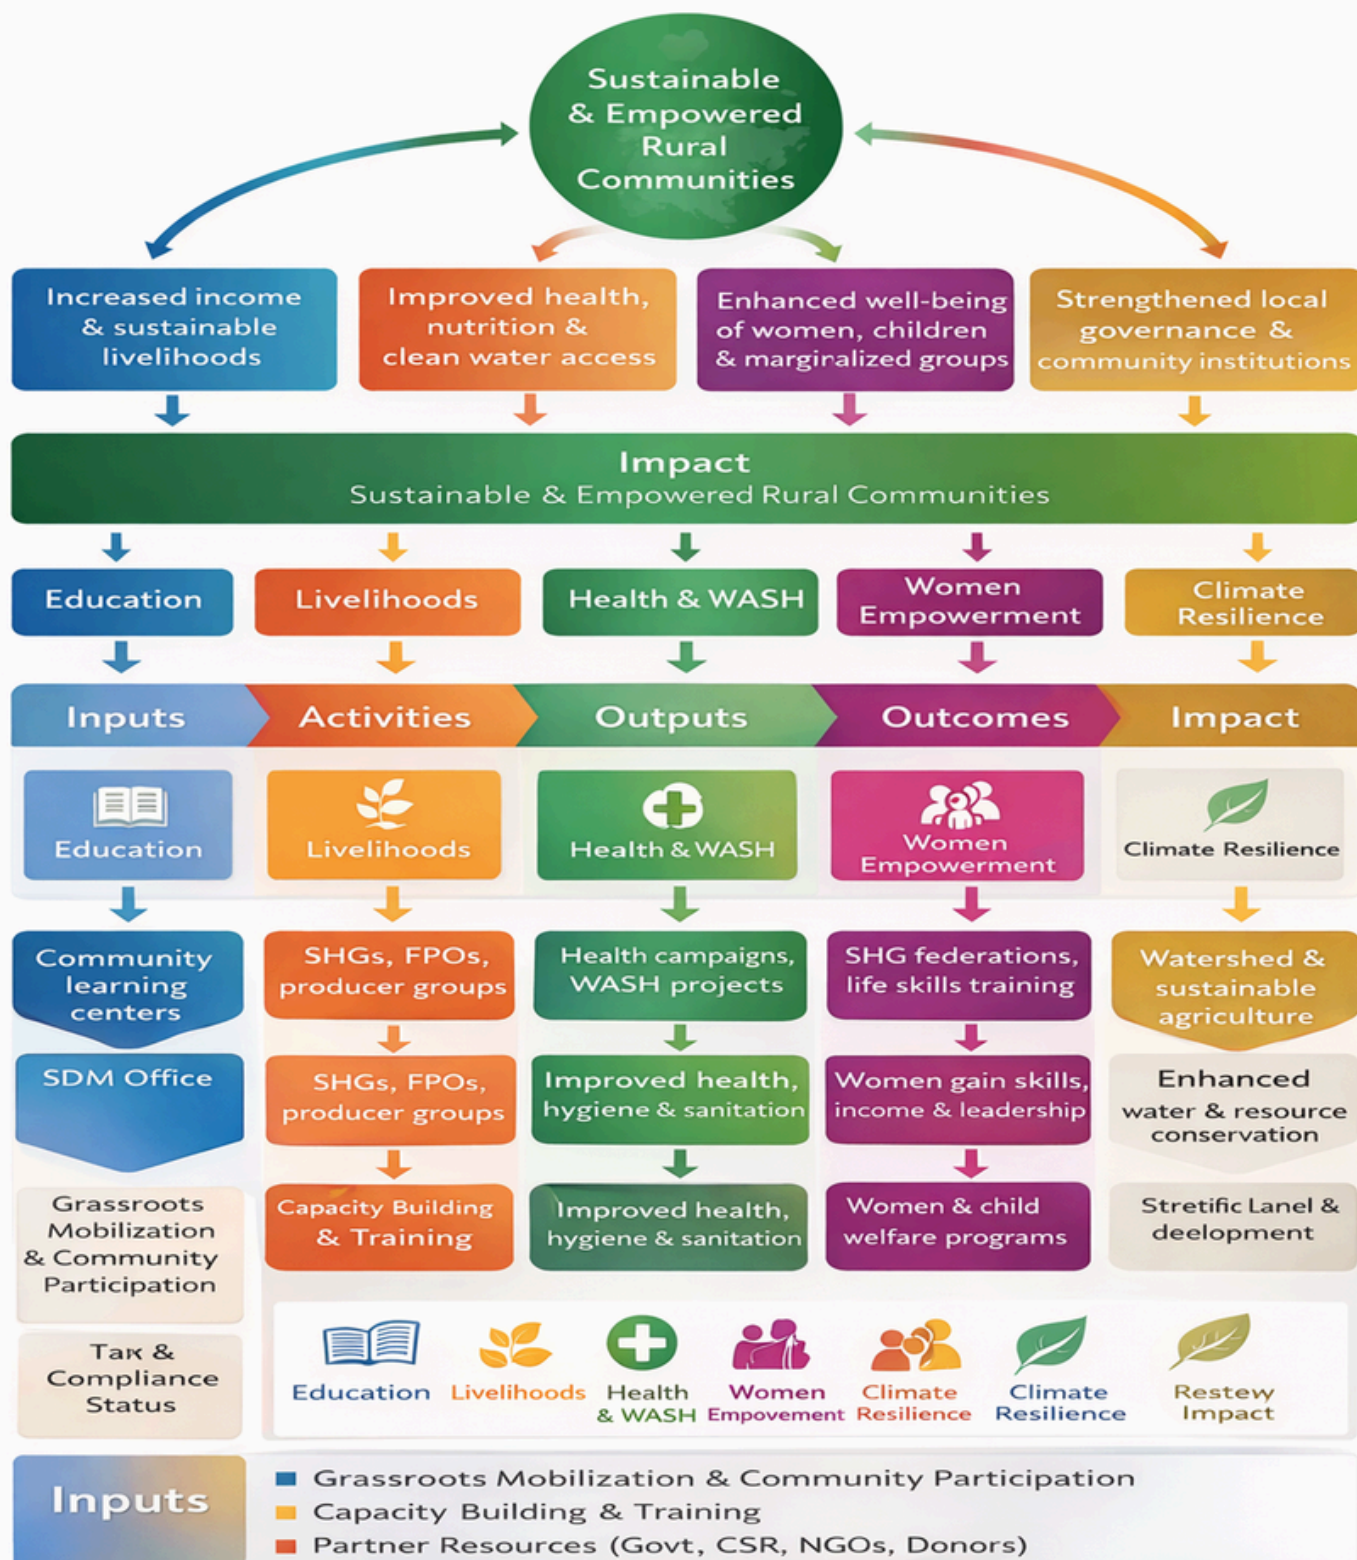 Sustainable
& Empowered
Rural
Communities
Increased income
& sustainable
livelihoods
Improved health,
nutrition &
clean water access
Enhanced well-being
of women, children
& marginalized groups
Strengthened local
governance &
community institutions
Impact
Sustainable & Empowered Rural Communities
Education
Livelihoods
Health & WASH
Women
Empowerment
Climate
Resilience
Inputs
Activities
Outputs
Outcomes
Impact
Education
Livelihoods
Health & WASH
Women
Empowerment
Climate Resilience
Community
learning
centers
SHGs, FPOs,
producer groups
Health campaigns,
WASH projects
SHG federations,
life skills training
Watershed &
sustainable
agriculture
SDM Office
SHGs, FPOs,
producer groups
Improved health,
hygiene & sanitation
Women gain skills,
income & leadership
Enhanced
water & resource
conservation
Grassroots
Mobilization
& Community
Participation
Capacity Building
& Training
Improved health,
hygiene & sanitation
Women & child
welfare programs
Stretific Lanel &
deelopment
Tax &
Compliance
Status
Education
Livelihoods
Health
& WASH
Women
Empovement
Climate
Resilience
Climate
Resilience
Restew
Impact
Inputs
Grassroots Mobilization & Community Participation
Capacity Building & Training
Partner Resources (Govt, CSR, NGOs, Donors)